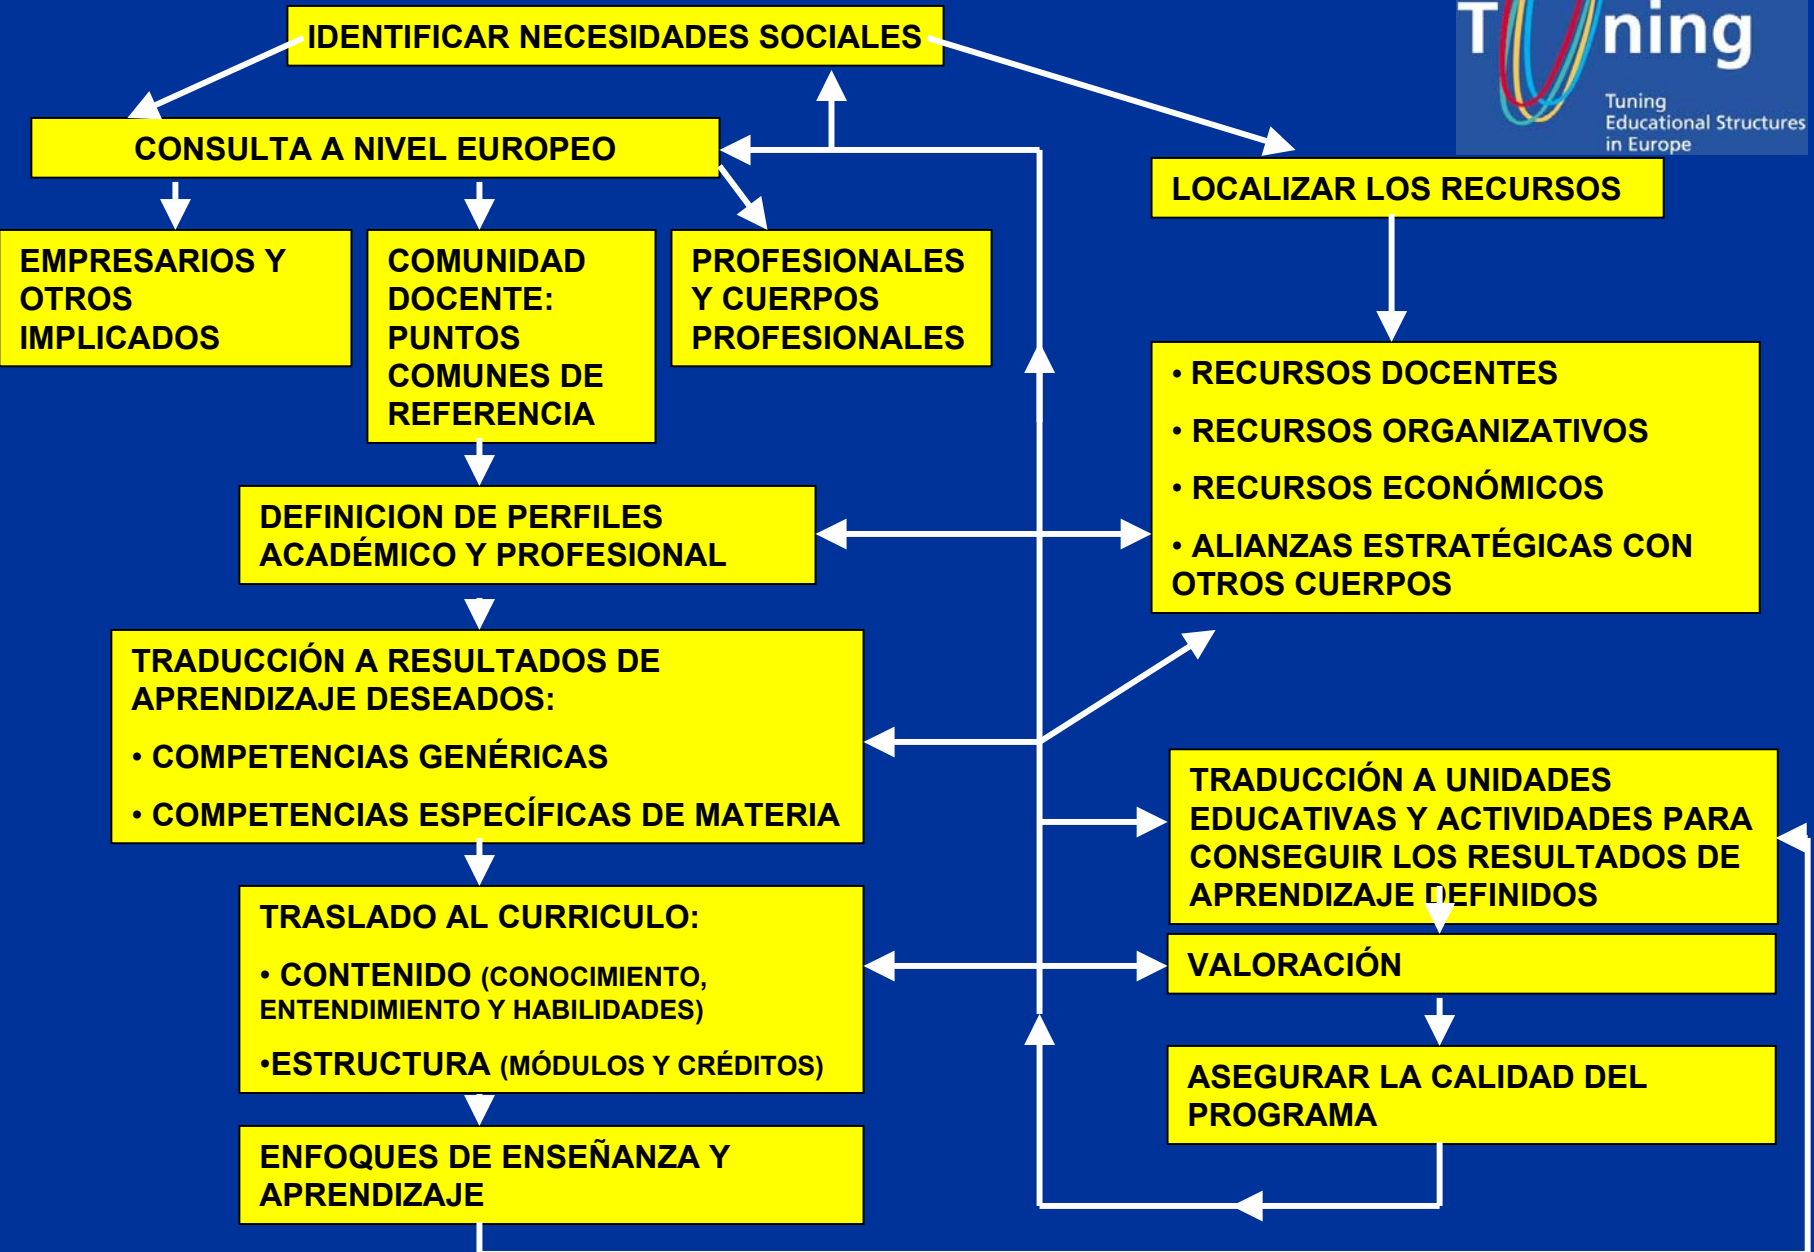 IDENTIFICAR NECESIDADES SOCIALES
Tuning
Tuning
Educational Structures
in Europe
CONSULTA A NIVEL EUROPEO
LOCALIZAR LOS RECURSOS
EMPRESARIOS Y
OTROS
IMPLICADOS
COMUNIDAD
DOCENTE:
PUNTOS
COMUNES DE
REFERENCIA
PROFESIONALES
Y CUERPOS
PROFESIONALES
• RECURSOS DOCENTES
• RECURSOS ORGANIZATIVOS
• RECURSOS ECONÓMICOS
• ALIANZAS ESTRATÉGICAS CON
OTROS CUERPOS
DEFINICION DE PERFILES
ACADÉMICO Y PROFESIONAL
TRADUCCIÓN A RESULTADOS DE
APRENDIZAJE DESEADOS:
• COMPETENCIAS GENÉRICAS
• COMPETENCIAS ESPECÍFICAS DE MATERIA
TRADUCCIÓN A UNIDADES
EDUCATIVAS Y ACTIVIDADES PARA
CONSEGUIR LOS RESULTADOS DE
APRENDIZAJE DEFINIDOS
TRASLADO AL CURRICULO:
• CONTENIDO (CONOCIMIENTO,
ENTENDIMIENTO Y HABILIDADES)
•ESTRUCTURA (MÓDULOS Y CRÉDITOS)
VALORACIÓN
ASEGURAR LA CALIDAD DEL
PROGRAMA
ENFOQUES DE ENSEÑANZA Y
APRENDIZAJE